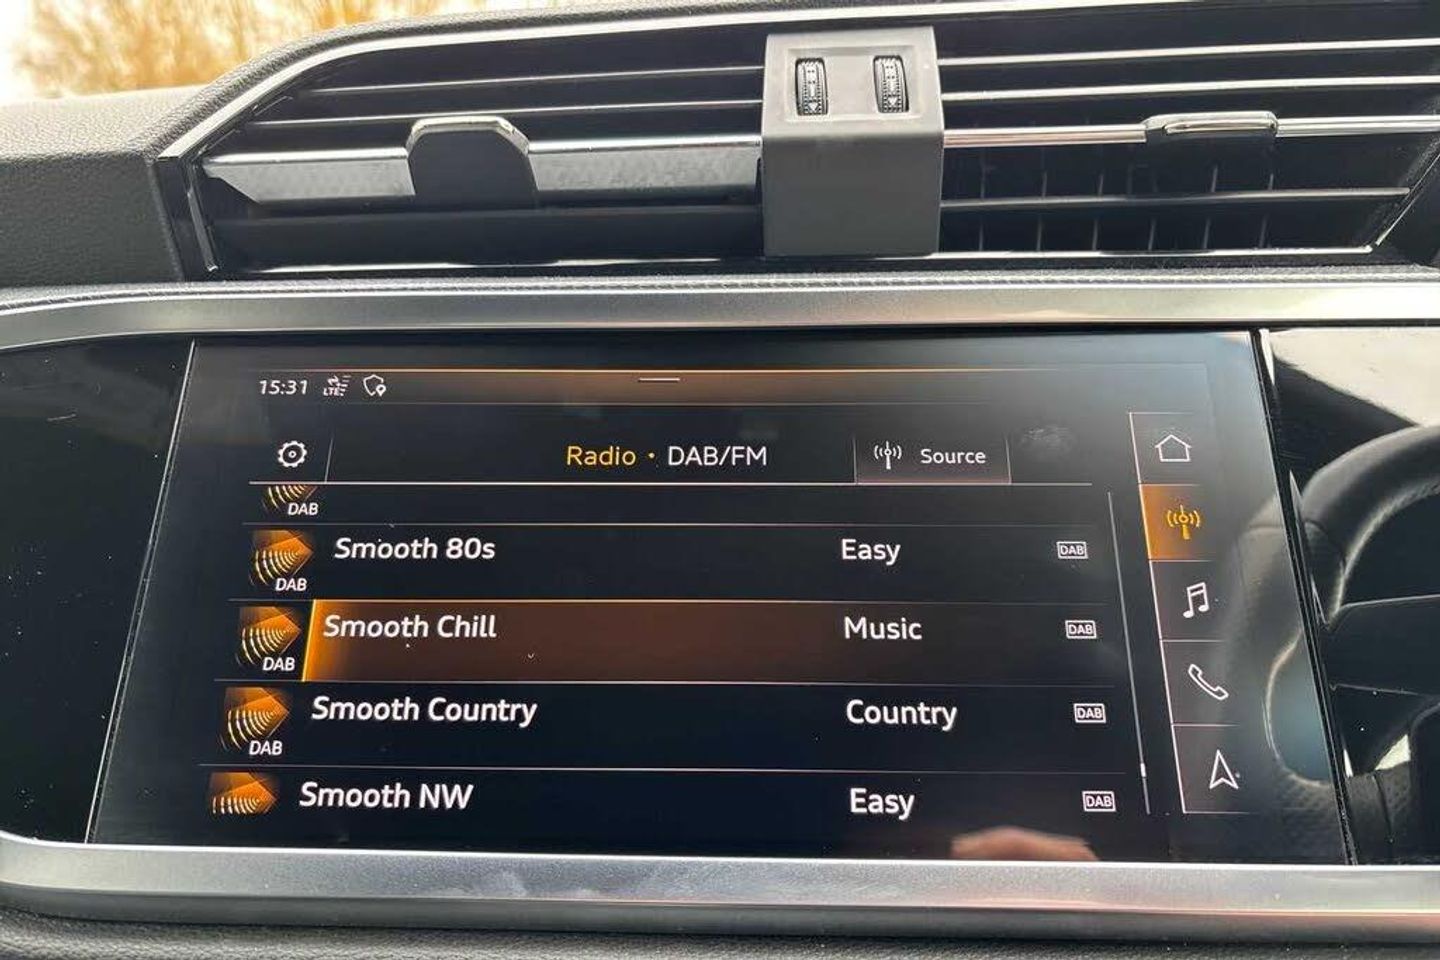 15:31 LTE
Radio • DAB/FM Source
DAB
Smooth 80s Easy DAB
DAB
Smooth Chill Music DAB
DAB
Smooth Country Country DAB
DAB
Smooth NW Easy DAB